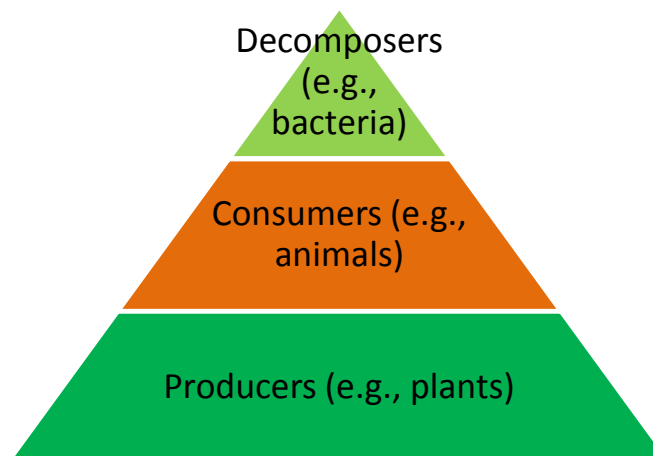 Decomposers
(e.g.,
bacteria)
Consumers (e.g.,
animals)
Producers (e.g., plants)